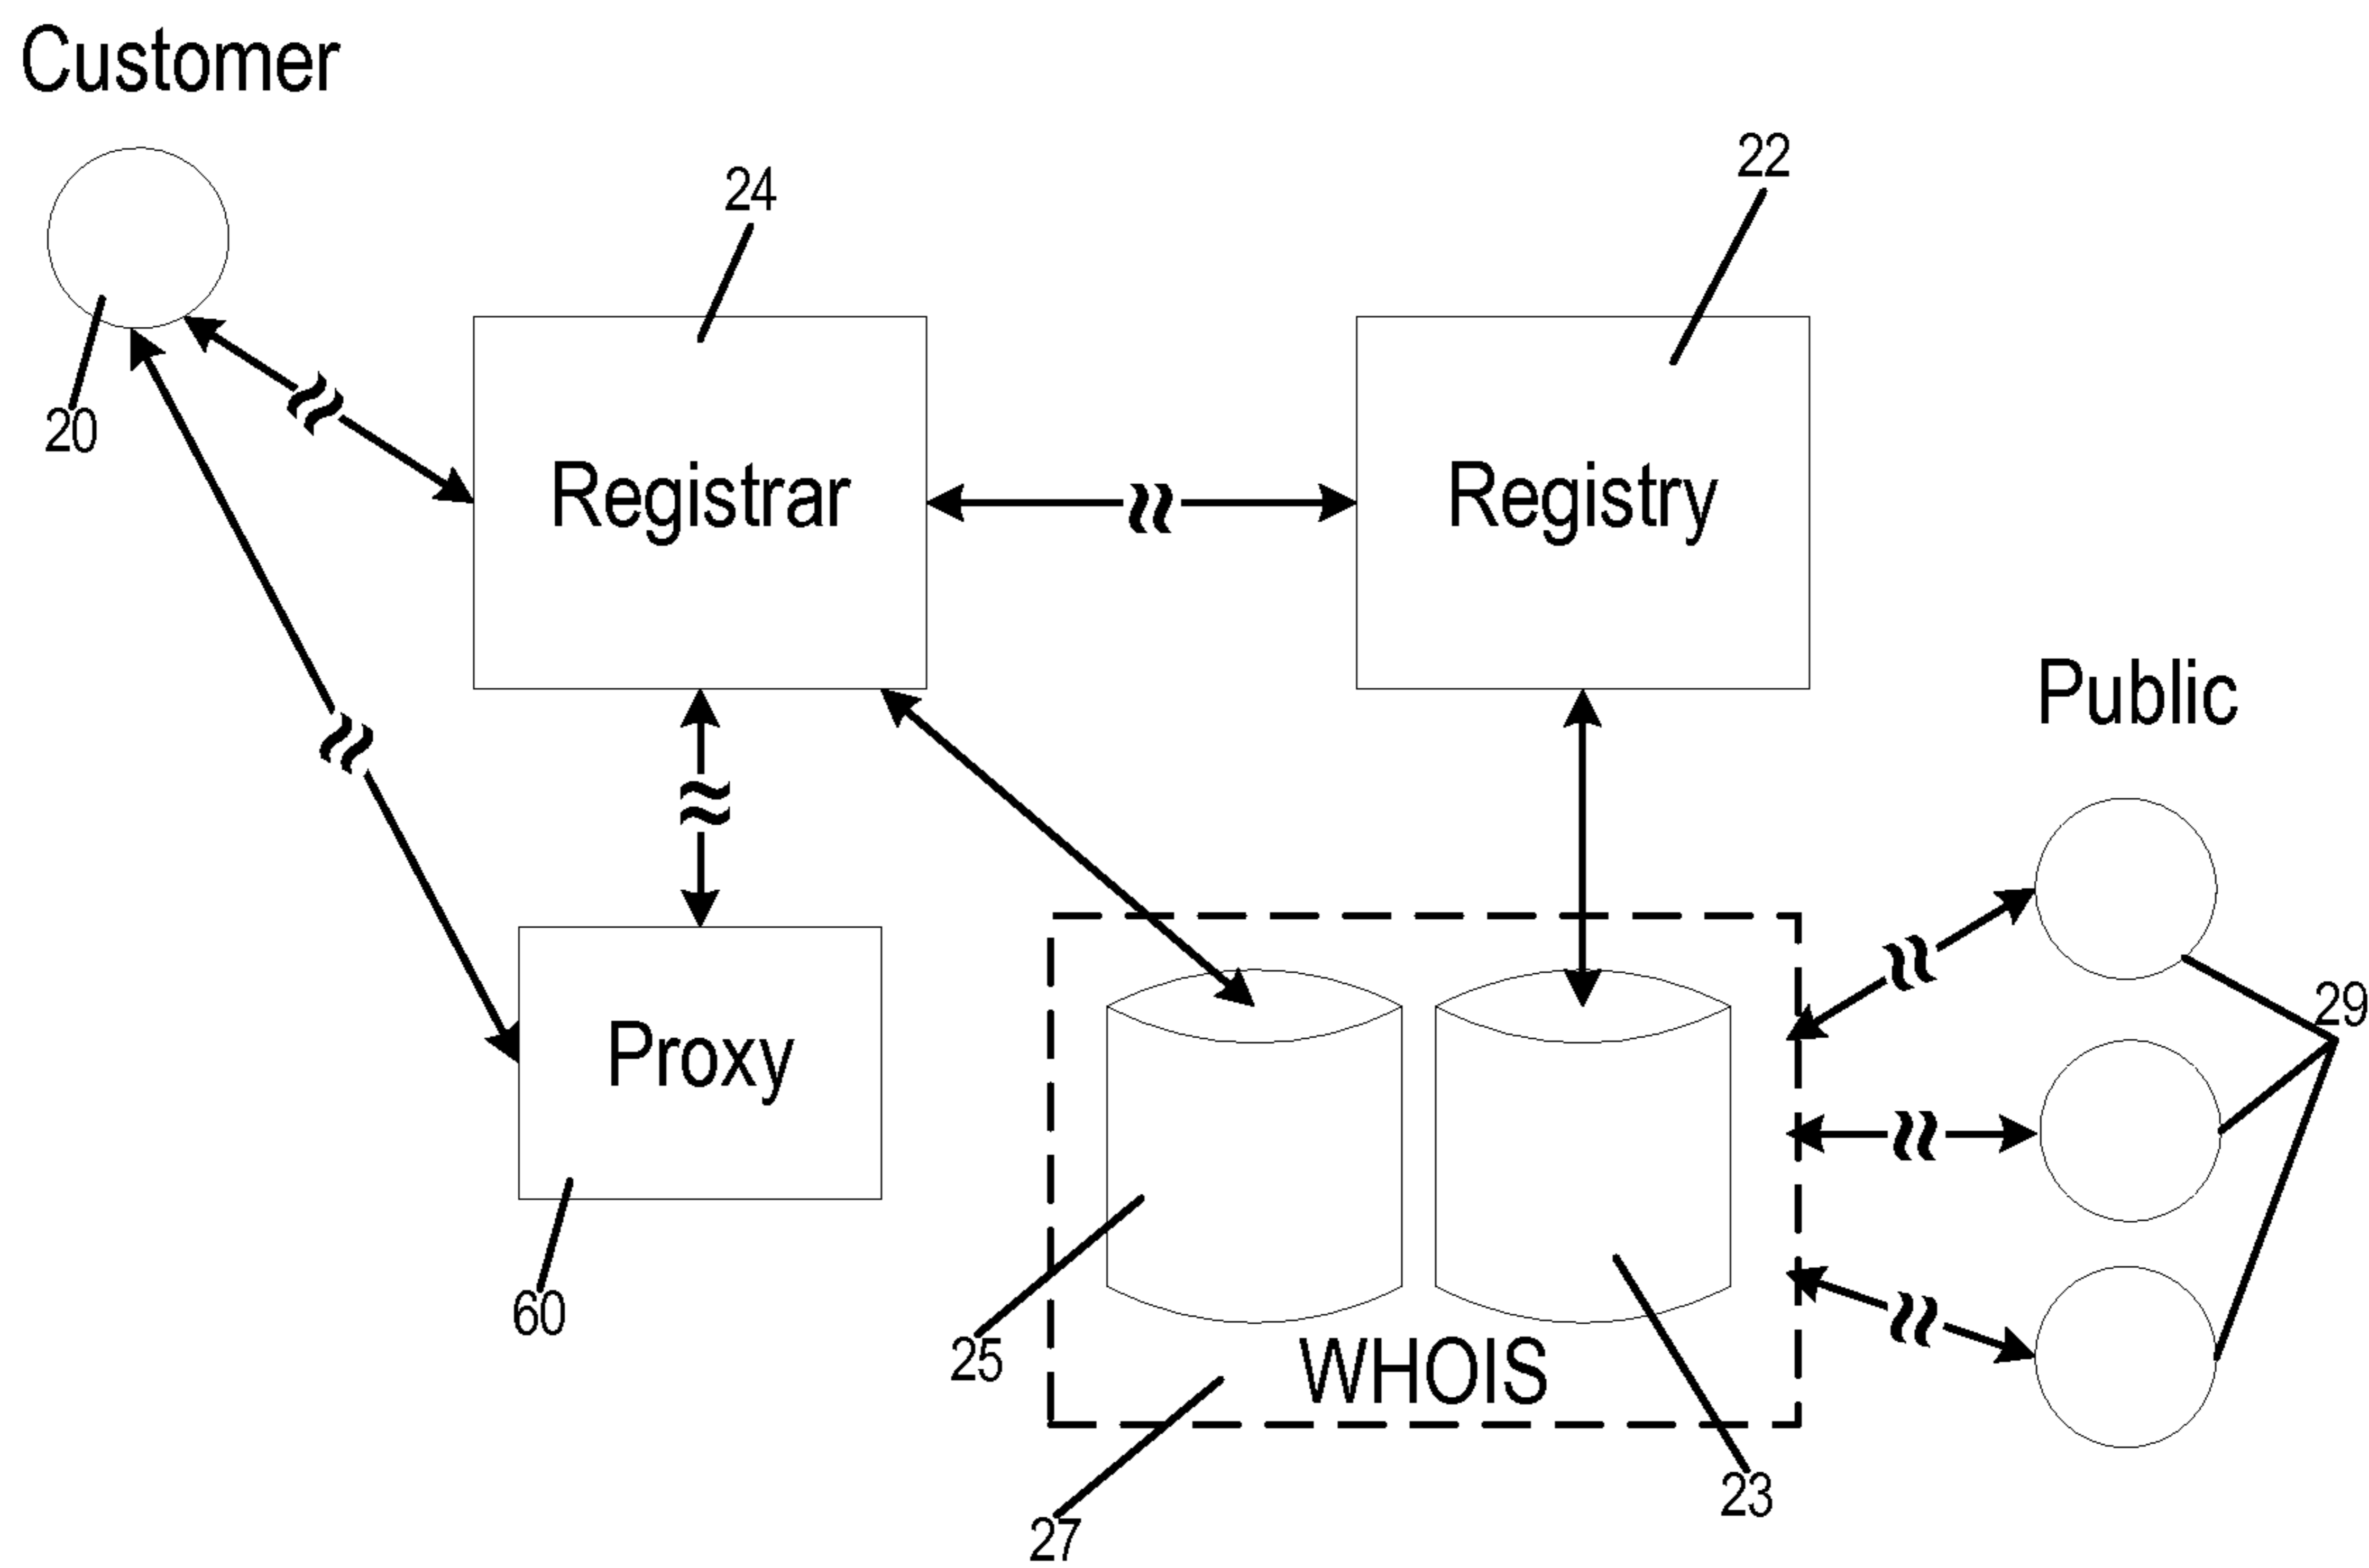 Customer
22
24
20
Registrar
Registry
Public
29
Proxy
60
25
WHOIS
23
27